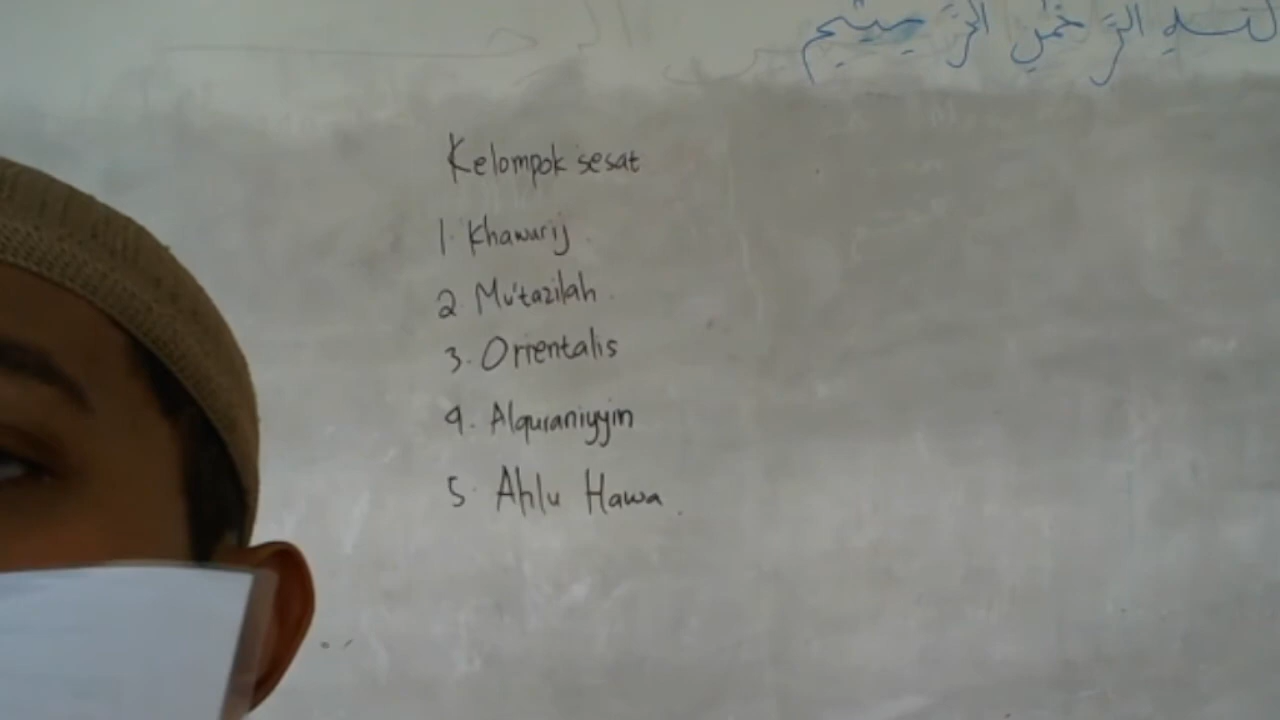 الرحمن الرحيم
Kelompok sesat
1. Khawarij
2. Mu'tazilah
3. Orientalis
4. Alquraniyyin
5. Ahlu Hawa.